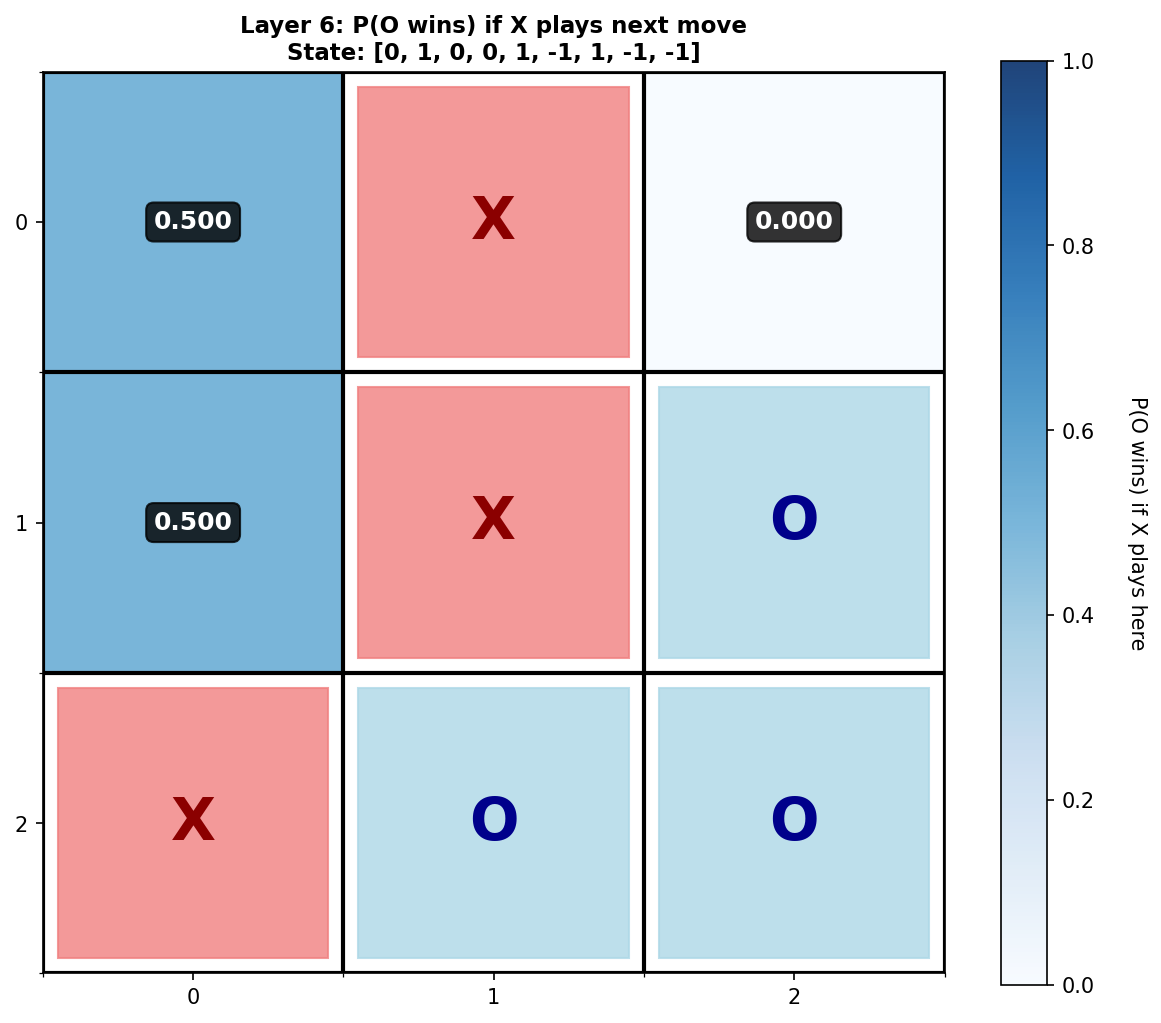 Layer 6: P(O wins) if X plays next move
State: [0, 1, 0, 0, 1, -1, 1, -1, -1]
0.500
X
0.000
0.500
X
O
X
O
O
0
1
2
0
1
2
1.0
0.8
0.6
0.4
0.2
0.0
P(O wins) if X plays here